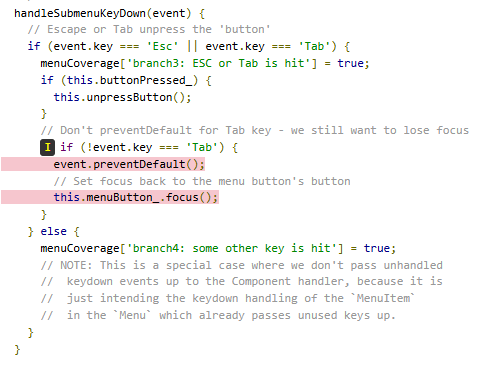 handleSubmenuKeyDown(event) {
// Escape or Tab unpress the 'button'
if (event.key === 'Esc' || event.key === 'Tab') {
menuCoverage['branch3: ESC or Tab is hit'] = true;
if (this.buttonPressed_) {
this.unpressButton();
}
// Don't preventDefault for Tab key - we still want to lose focus
I if (!event.key === 'Tab') {
event.preventDefault();
// Set focus back to the menu button's button
this.menuButton_.focus();
}
} else {
menuCoverage['branch4: some other key is hit'] = true;
// NOTE: This is a special case where we don't pass unhandled
//  keydown events up to the Component handler, because it is
//  just intending the keydown handling of the `MenuItem`
//  in the `Menu` which already passes unused keys up.
}
}